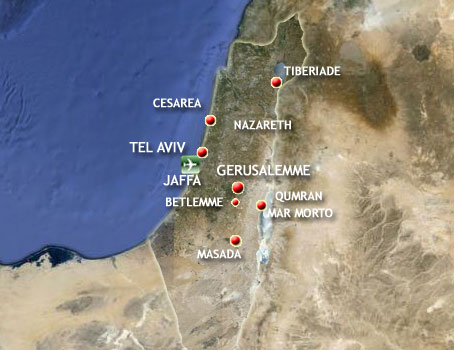 TIBERIADE
CESAREA
NAZARETH
TEL AVIV
JAFFA
GERUSALEMME
BETLEMME
QUMRAN
MAR MORTO
MASADA